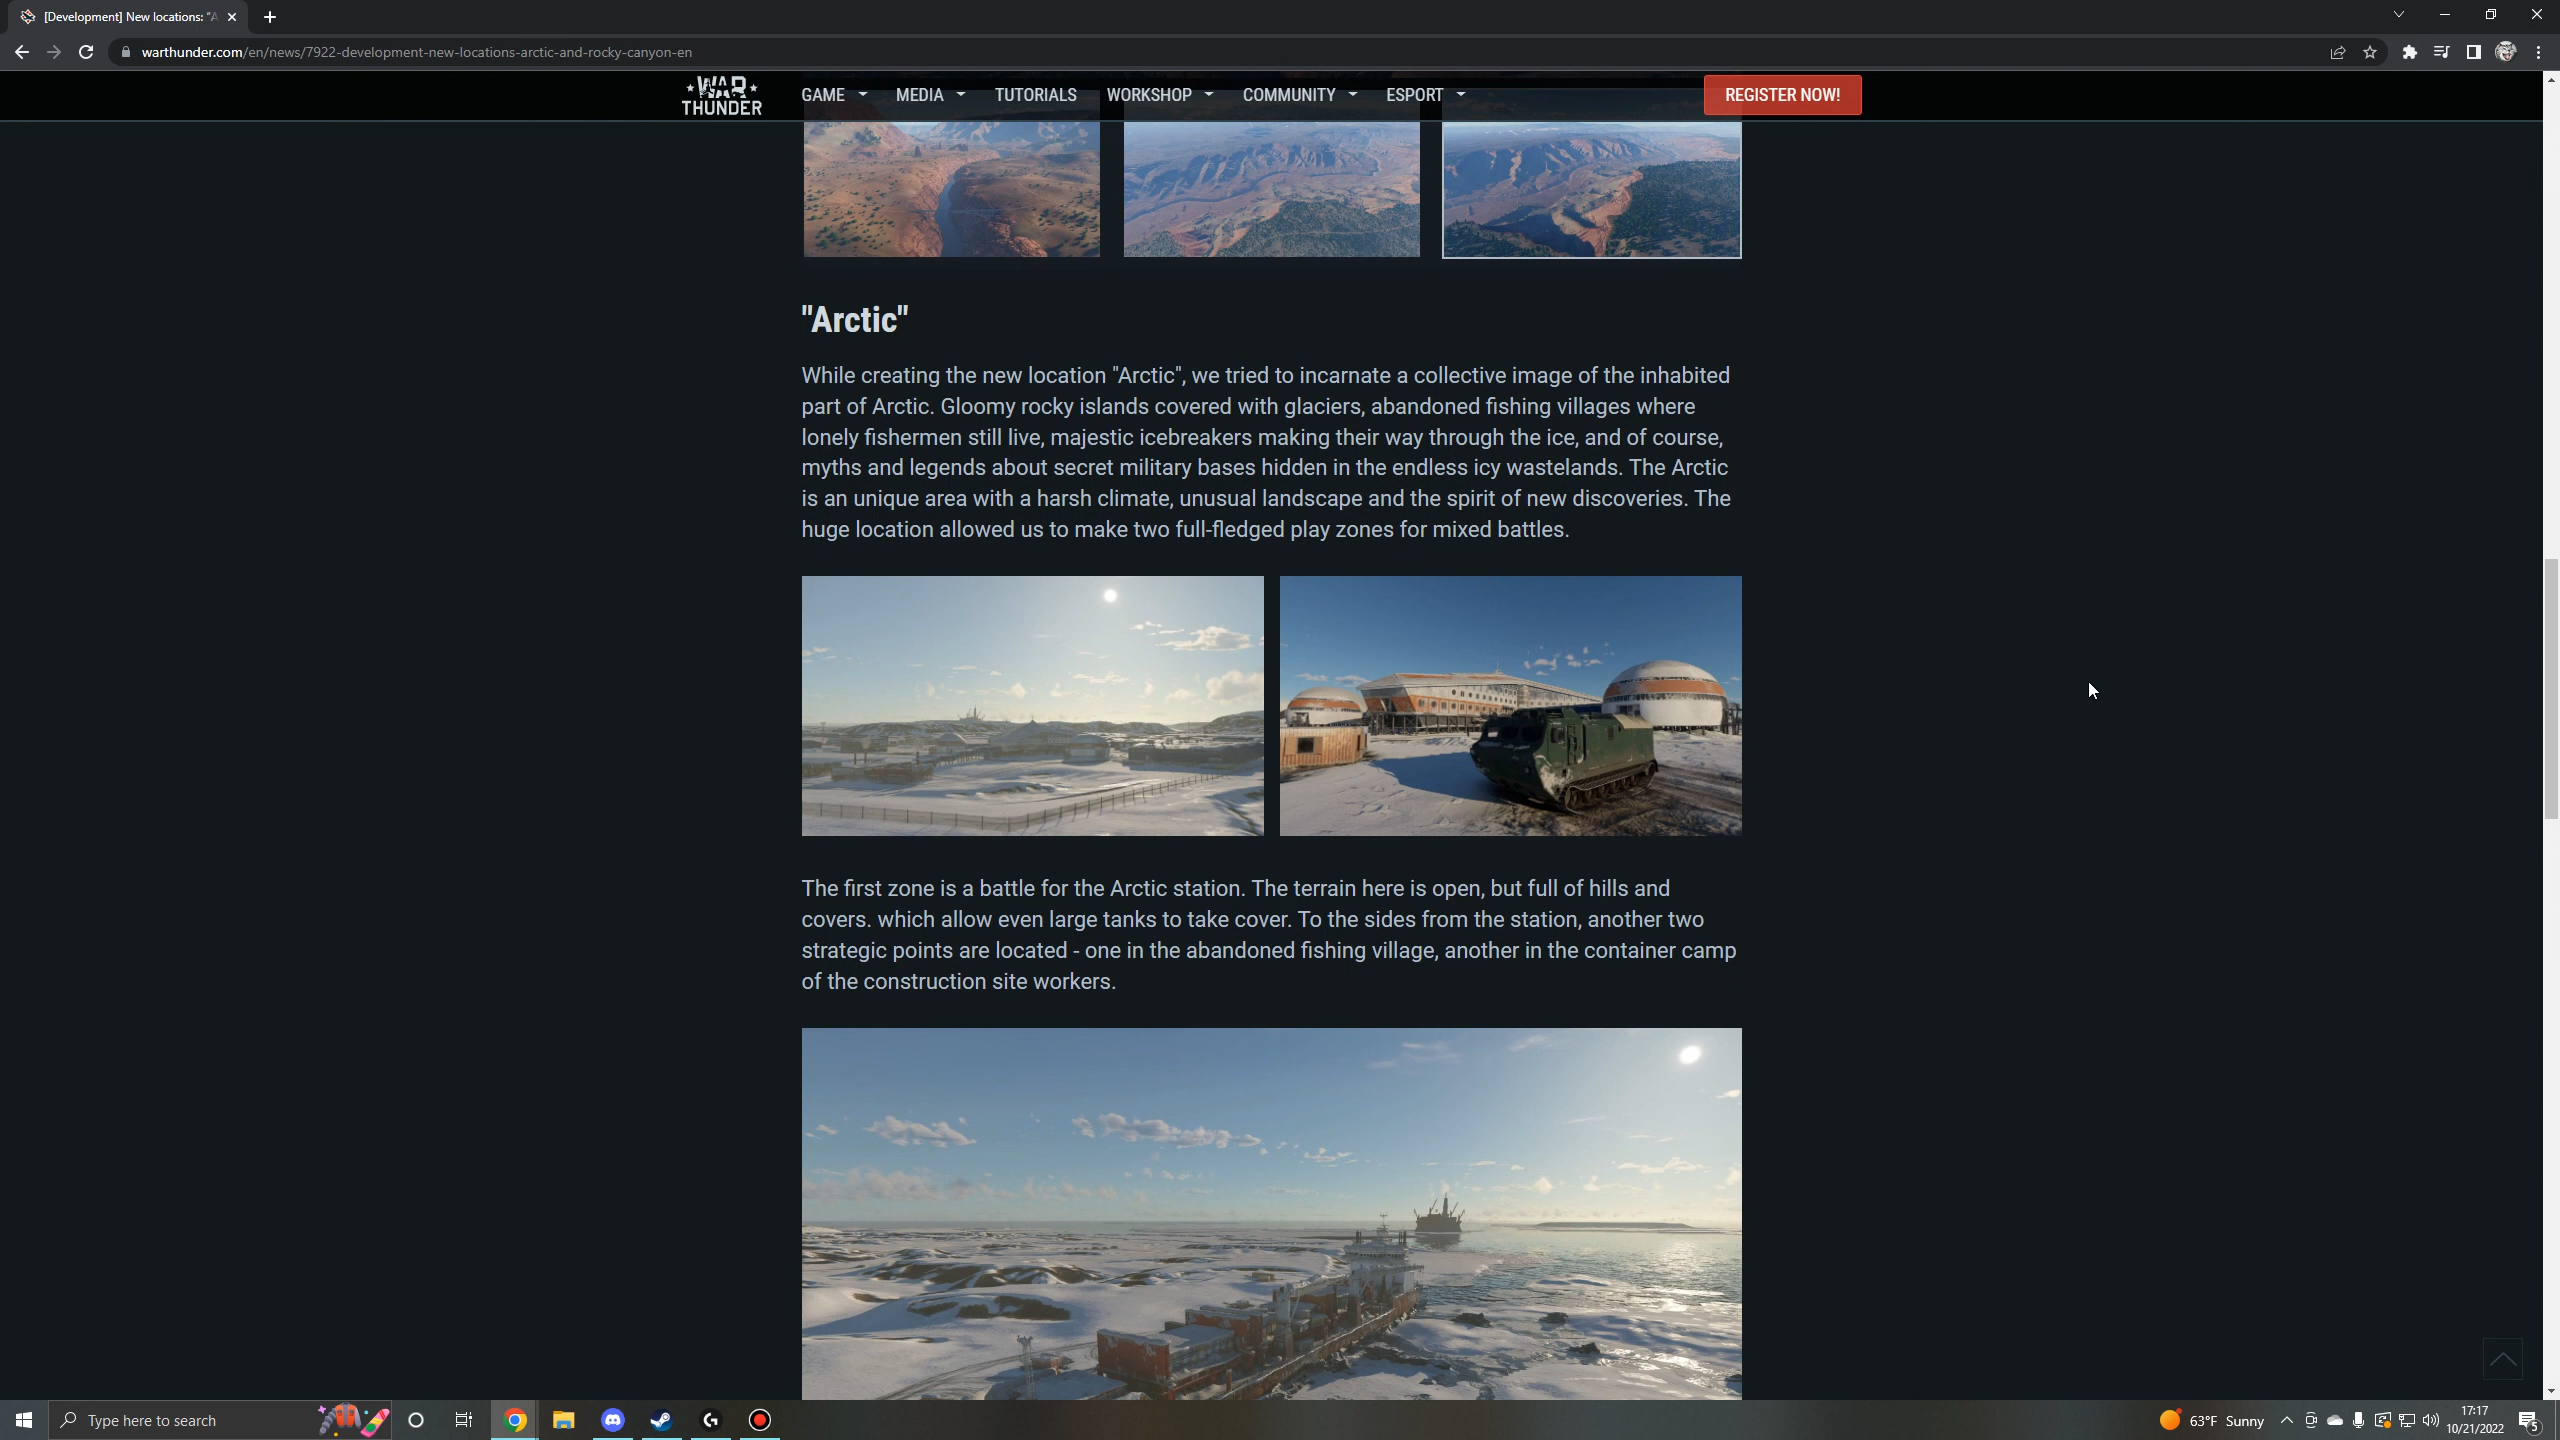 [Development] New locations: "A
warthunder.com/en/news/7922-development-new-locations-arctic-and-rocky-canyon-en
WAR THUNDER
GAME MEDIA TUTORIALS WORKSHOP COMMUNITY ESPORT REGISTER NOW!
"Arctic"
While creating the new location "Arctic", we tried to incarnate a collective image of the inhabited
part of Arctic. Gloomy rocky islands covered with glaciers, abandoned fishing villages where
lonely fishermen still live, majestic icebreakers making their way through the ice, and of course,
myths and legends about secret military bases hidden in the endless icy wastelands. The Arctic
is an unique area with a harsh climate, unusual landscape and the spirit of new discoveries. The
huge location allowed us to make two full-fledged play zones for mixed battles.
The first zone is a battle for the Arctic station. The terrain here is open, but full of hills and
covers. which allow even large tanks to take cover. To the sides from the station, another two
strategic points are located - one in the abandoned fishing village, another in the container camp
of the construction site workers.
Type here to search
63°F Sunny
17:17
10/21/2022
5